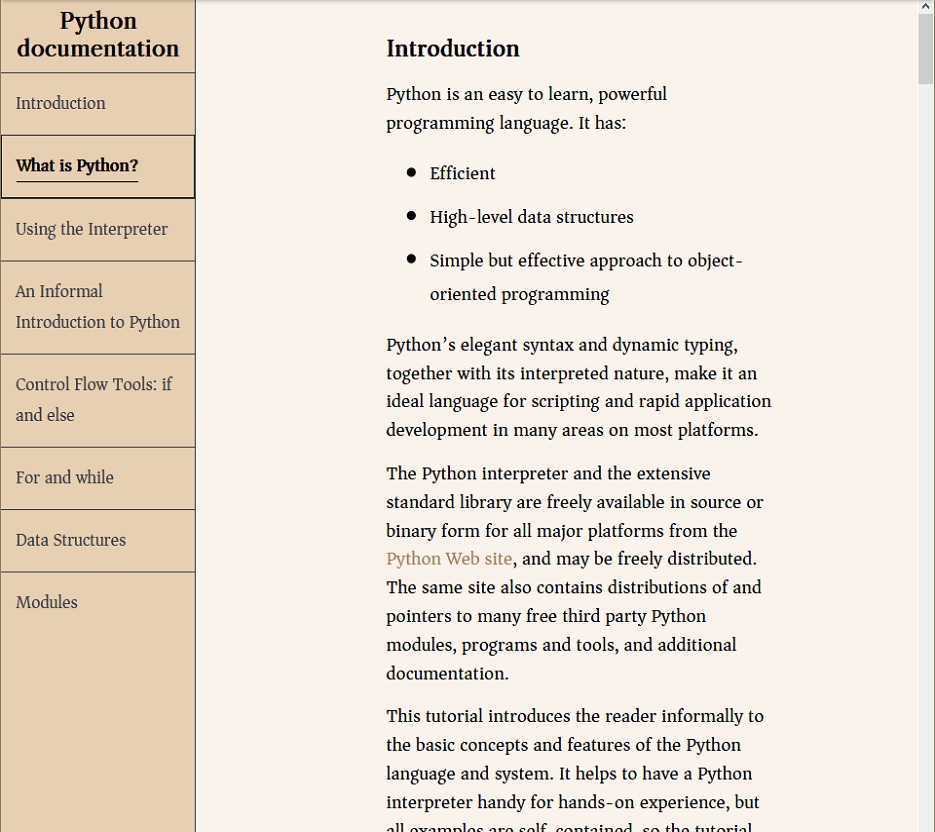 Python
documentation
Introduction
What is Python?
Using the Interpreter
An Informal
Introduction to Python
Control Flow Tools: if
and else
For and while
Data Structures
Modules
Introduction
Python is an easy to learn, powerful
programming language. It has:
Efficient
High-level data structures
Simple but effective approach to object-
oriented programming
Python’s elegant syntax and dynamic typing,
together with its interpreted nature, make it an
ideal language for scripting and rapid application
development in many areas on most platforms.
The Python interpreter and the extensive
standard library are freely available in source or
binary form for all major platforms from the
Python Web site, and may be freely distributed.
The same site also contains distributions of and
pointers to many free third party Python
modules, programs and tools, and additional
documentation.
This tutorial introduces the reader informally to
the basic concepts and features of the Python
language and system. It helps to have a Python
interpreter handy for hands-on experience, but
all examples are self-contained, so the tutorial